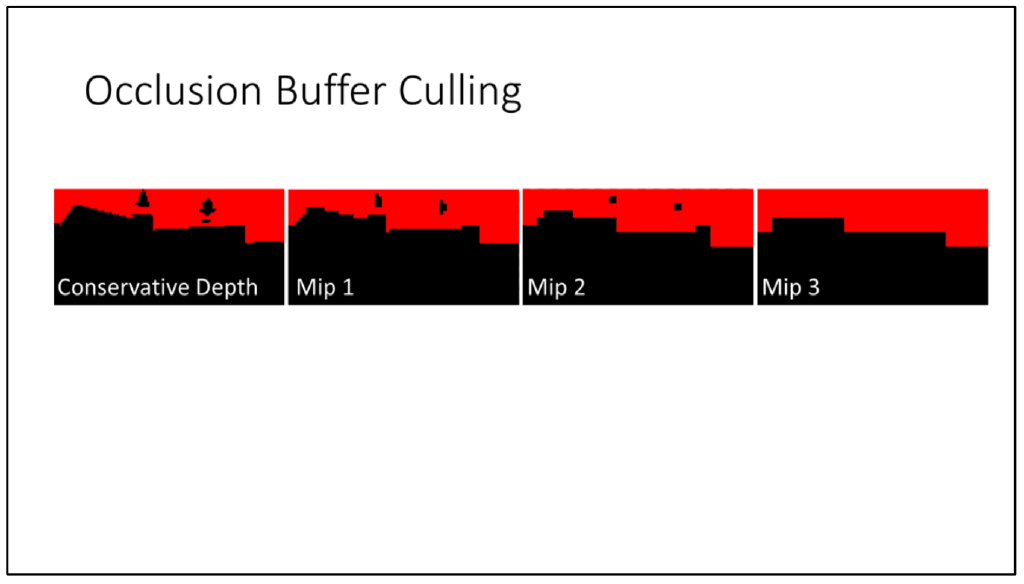 Occlusion Buffer Culling
Conservative Depth
Mip 1
Mip 2
Mip 3